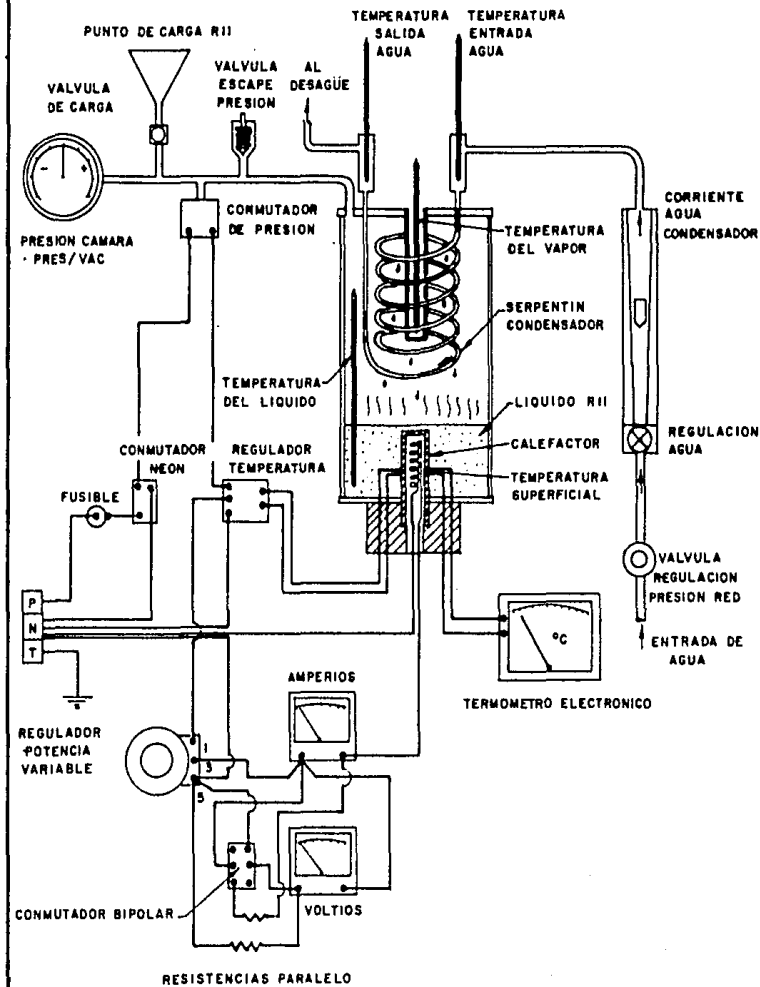 PUNTO DE CARGA R11
VALVULA
DE CARGA
VALVULA
ESCAPE
PRESION
AL
DESAGÜE
TEMPERATURA
SALIDA
AGUA
TEMPERATURA
ENTRADA
AGUA
- +
PRESION CAMARA
PRES/VAC
CONMUTADOR
DE PRESION
TEMPERATURA
DEL VAPOR
CORRIENTE
AGUA
CONDENSADOR
SERPENTIN
CONDENSADOR
TEMPERATURA
DEL LIQUIDO
LIQUIDO R11
CALEFACTOR
TEMPERATURA
SUPERFICIAL
REGULACION
AGUA
CONMUTADOR
NEON
REGULADOR
TEMPERATURA
FUSIBLE
VALVULA
REGULACION
PRESION RED
P
N
T
°C
ENTRADA DE
AGUA
TERMOMETRO ELECTRONICO
AMPERIOS
REGULADOR
POTENCIA
VARIABLE
1
3
5
CONMUTADOR BIPOLAR
VOLTIOS
RESISTENCIAS PARALELO